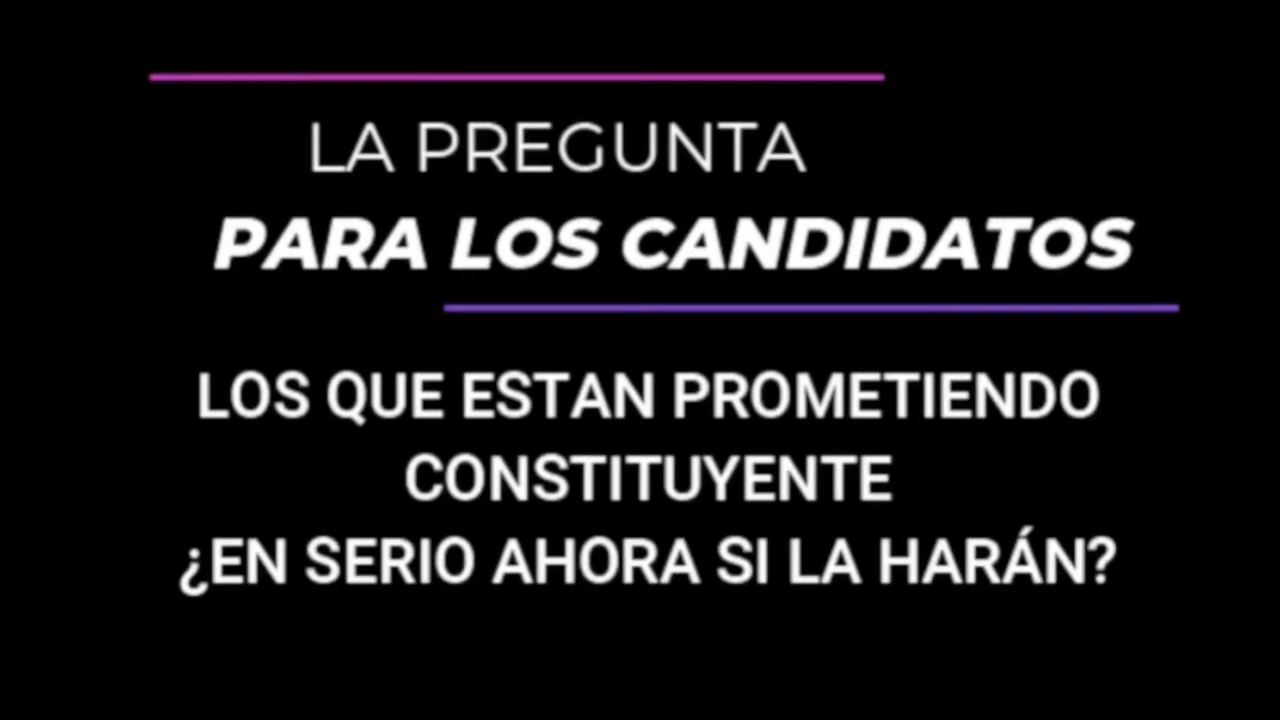 LA PREGUNTA
PARA LOS CANDIDATOS
LOS QUE ESTAN PROMETIENDO
CONSTITUYENTE
¿EN SERIO AHORA SI LA HARÁN?